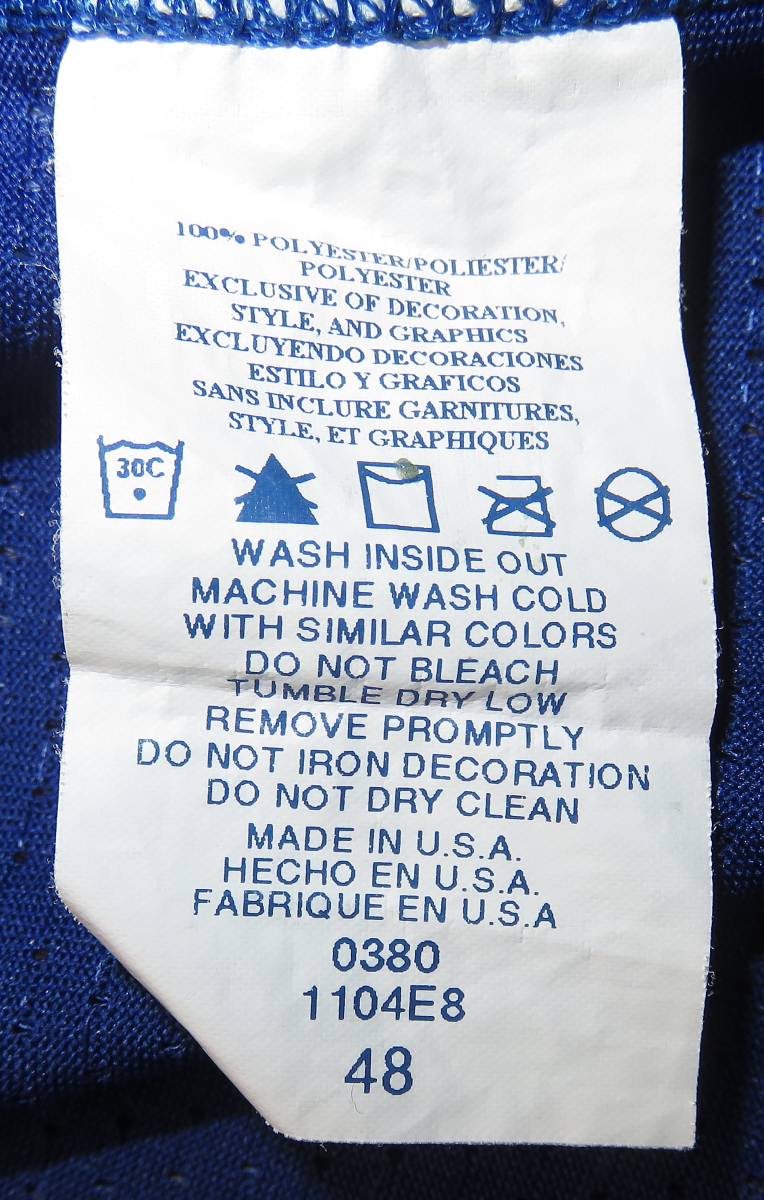 100% POLYESTER/POLIESTER/
POLYESTER
EXCLUSIVE OF DECORATION,
STYLE, AND GRAPHICS
EXCLUYENDO DECORACIONES
ESTILO Y GRAFICOS
SANS INCLURE GARNITURES,
STYLE, ET GRAPHIQUES
30C
WASH INSIDE OUT
MACHINE WASH COLD
WITH SIMILAR COLORS
DO NOT BLEACH
TUMBLE DRY LOW
REMOVE PROMPTLY
DO NOT IRON DECORATION
DO NOT DRY CLEAN
MADE IN U.S.A.
HECHO EN U.S.A.
FABRIQUE EN U.S.A
0380
1104E8
48